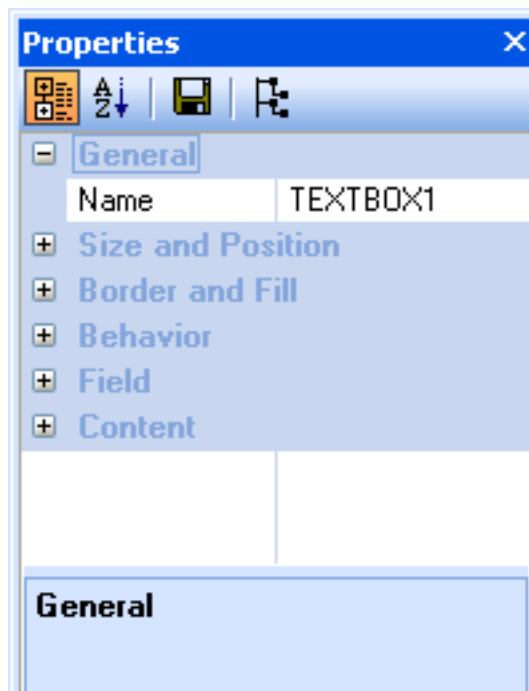 Properties
General
Name TEXTBOX1
Size and Position
Border and Fill
Behavior
Field
Content
General